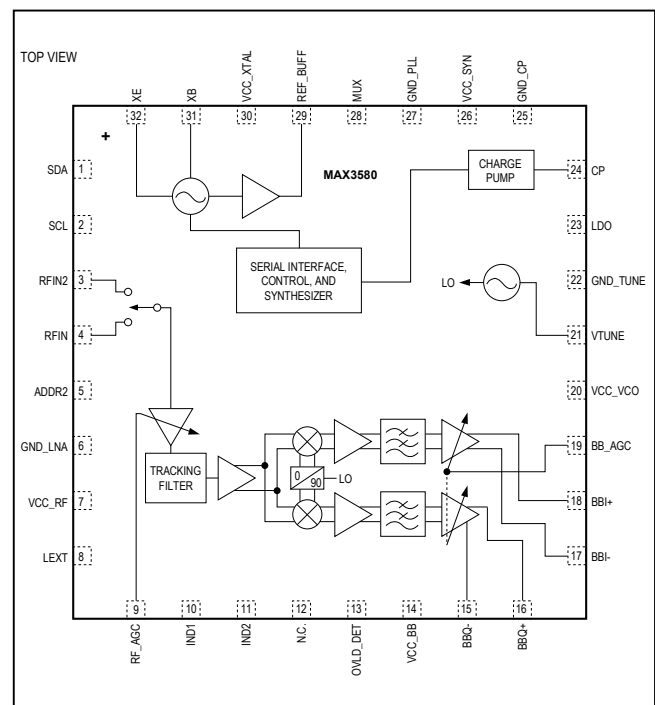 TOP VIEW
XE
XB
VCC_XTAL
REF_BUFF
MUX
GND_PLL
VCC_SYN
GND_CP
32
31
30
29
28
27
26
25
+
MAX3580
SDA
1
SCL
2
RFIN2
3
RFIN
4
ADDR2
5
GND_LNA
6
VCC_RF
7
LEXT
8
CHARGE
PUMP
24
CP
23
LDO
22
GND_TUNE
21
VTUNE
20
VCC_VCO
19
BB_AGC
18
BBI+
17
BBI-
SERIAL INTERFACE,
CONTROL, AND
SYNTHESIZER
LO
TRACKING
FILTER
0
90
LO
9
10
11
12
13
14
15
16
RF_AGC
IND1
IND2
N.C.
OVLD_DET
VCC_BB
BBQ-
BBQ+